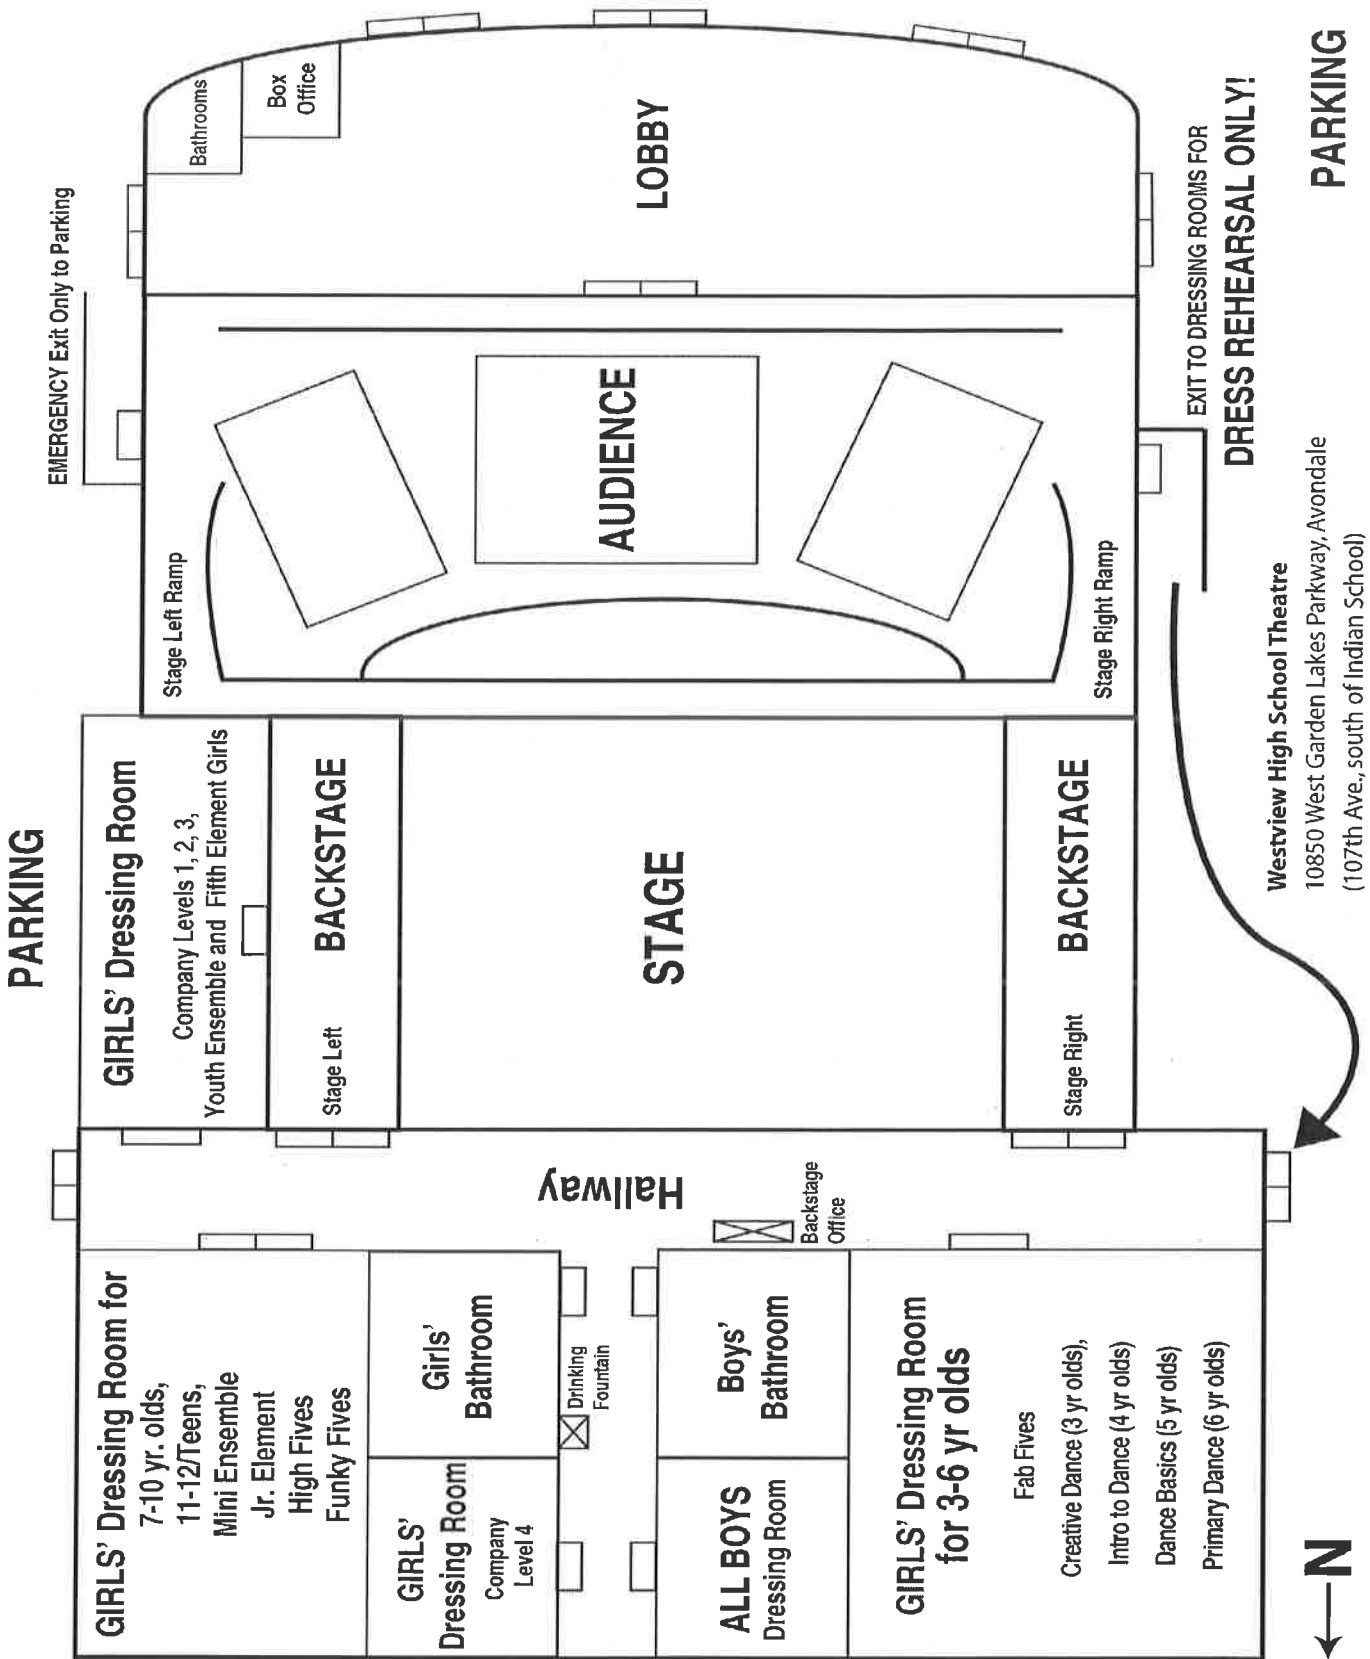 PARKING
GIRLS' Dressing Room for
7-10 yr. olds,
11-12/Teens,
Mini Ensemble
Jr. Element
High Fives
Funky Fives
GIRLS' Dressing Room
Company Levels 1, 2, 3,
Youth Ensemble and Fifth Element Girls
EMERGENCY Exit Only to Parking
Bathrooms
Box
Office
Stage Left
BACKSTAGE
Stage Left Ramp
GIRLS'
Dressing Room
Company
Level 4
Girls'
Bathroom
Drinking
Fountain
Hallway
STAGE
AUDIENCE
LOBBY
ALL BOYS
Dressing Room
Boys'
Bathroom
Backstage
Office
GIRLS' Dressing Room
for 3-6 yr olds
Fab Fives
Creative Dance (3 yr olds),
Intro to Dance (4 yr olds)
Dance Basics (5 yr olds)
Primary Dance (6 yr olds)
Stage Right
BACKSTAGE
Stage Right Ramp
EXIT TO DRESSING ROOMS FOR
DRESS REHEARSAL ONLY!
Westview High School Theatre
10850 West Garden Lakes Parkway, Avondale
(107th Ave., south of Indian School)
N
PARKING